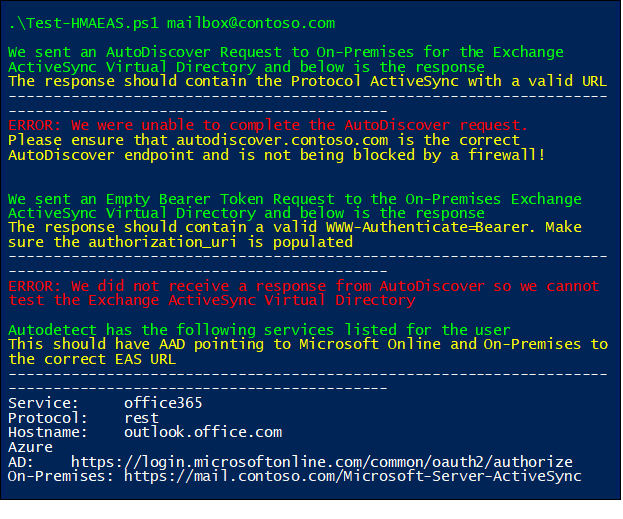 .\Test-HMAEAS.ps1 mailbox@contoso.com
We sent an AutoDiscover Request to On-Premises for the Exchange
ActiveSync Virtual Directory and below is the response
The response should contain the Protocol ActiveSync with a valid URL
--------------------------------------------------------------------
-------------------------------------------
ERROR: We were unable to complete the AutoDiscover request.
Please ensure that autodiscover.contoso.com is the correct
AutoDiscover endpoint and is not being blocked by a firewall!
We sent an Empty Bearer Token Request to the On-Premises Exchange
ActiveSync Virtual Directory and below is the response
The response should contain a valid WWW-Authenticate=Bearer. Make
sure the authorization_uri is populated
--------------------------------------------------------------------
-------------------------------------------
ERROR: We did not receive a response from AutoDiscover so we cannot
test the Exchange ActiveSync Virtual Directory
Autodetect has the following services listed for the user
This should have AAD pointing to Microsoft Online and On-Premises to
the correct EAS URL
--------------------------------------------------------------------
-------------------------------------------
Service:     office365
Protocol:    rest
Hostname:    outlook.office.com
Azure
AD:    https://login.microsoftonline.com/common/oauth2/authorize
On-Premises: https://mail.contoso.com/Microsoft-Server-ActiveSync